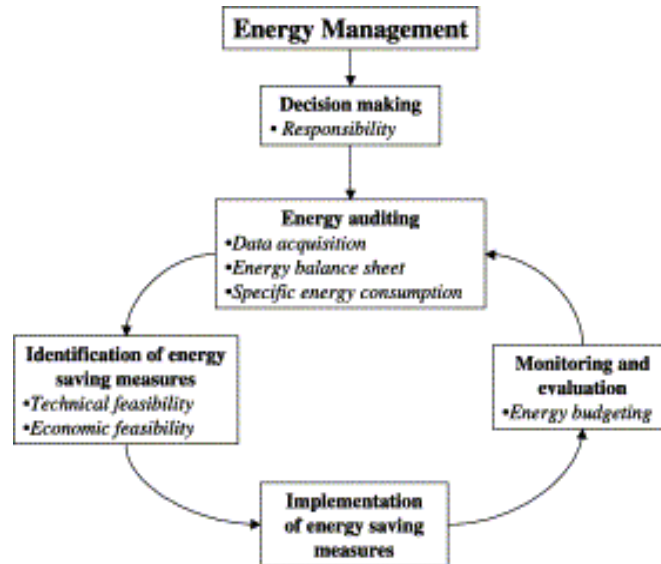 Energy Management
Decision making
• Responsibility
Energy auditing
•Data acquisition
•Energy balance sheet
•Specific energy consumption
Identification of energy
saving measures
•Technical feasibility
•Economic feasibility
Monitoring and
evaluation
•Energy budgeting
Implementation
of energy saving
measures